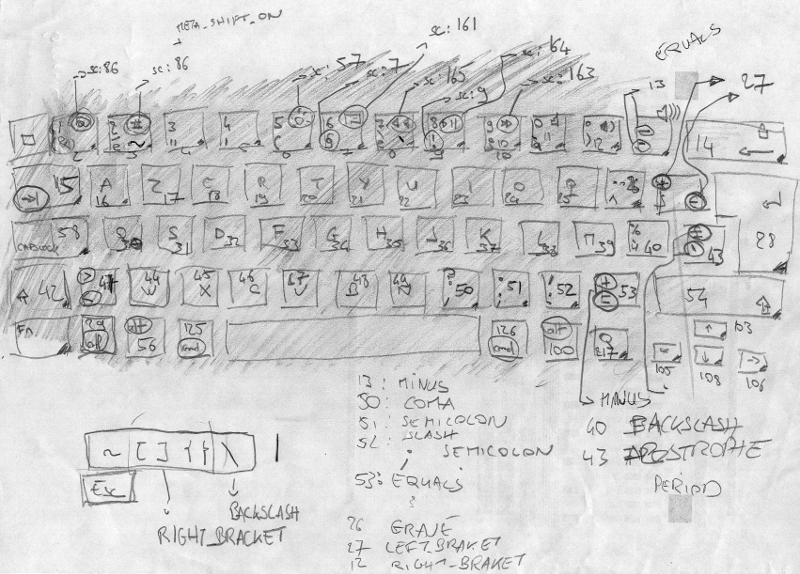 META_SHIFT_ON
sc:161
EQUALS
sc:86
sc:86
sc:57
sc:7
sc:164
sc:165
sc:9
sc:163
13
27
14
15
A 16
Z 17
18
R 19
T 20
Y 21
U 22
I
O 24
P 25
58
CAPSLOCK
S 31
D 32
F 33
G 34
H 35
36
K 37
38
M 39
40
43
28
42
44
45 X
46 C
47 V
48 B
49 N
50
51
52
53
54
Fn
29
alt 56
125 cmd
126 cmd
alt 100
103
105
108
106
MINUS
13: MINUS
50: COMA
51: SEMICOLON
52: SLASH
; SEMICOLON
53: EQUALS
40 BACKSLASH
43 APOSTROPHE
PERIOD
~ [ ] { } \ |
Esc
BACKSLASH
RIGHT_BRACKET
26 GRAVE
27 LEFT_BRAKET
12 RIGHT_BRAKET